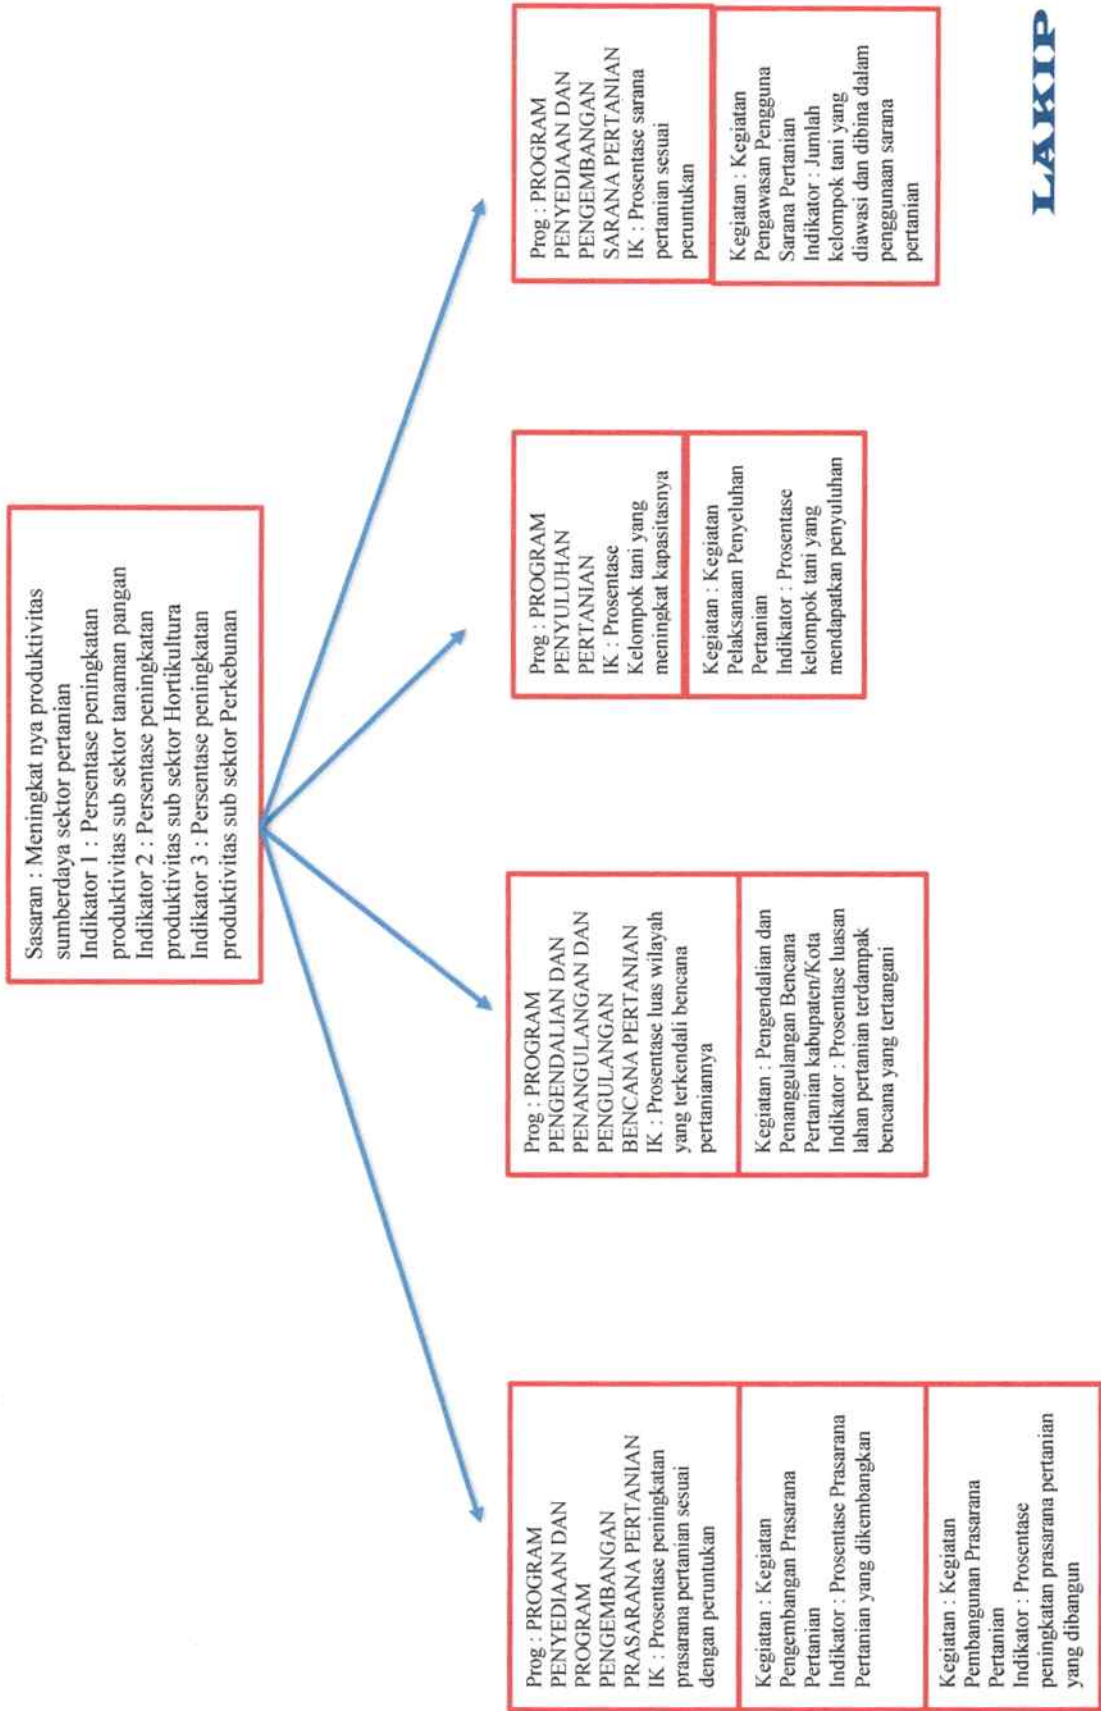 Sasaran : Meningkat nya produktivitas
sumberdaya sektor pertanian
Indikator 1 : Persentase peningkatan
produktivitas sub sektor tanaman pangan
Indikator 2 : Persentase peningkatan
produktivitas sub sektor Hortikultura
Indikator 3 : Persentase peningkatan
produktivitas sub sektor Perkebunan
Prog : PROGRAM
PENYEDIAAN DAN
PROGRAM
PENGEMBANGAN
PRASARANA PERTANIAN
IK : Prosentase peningkatan
prasarana pertanian sesuai
dengan peruntukan
Kegiatan : Kegiatan
Pengembangan Prasarana
Pertanian
Indikator : Prosentase Prasarana
Pertanian yang dikembangkan
Kegiatan : Kegiatan
Pembangunan Prasarana
Pertanian
Indikator : Prosentase
peningkatan prasarana pertanian
yang dibangun
Prog : PROGRAM
PENGENDALIAN DAN
PENANGULANGAN DAN
PENGULANGAN
BENCANA PERTANIAN
IK : Prosentase luas wilayah
yang terkendali bencana
pertaniannya
Kegiatan : Pengendalian dan
Penanggulangan Bencana
Pertanian kabupaten/Kota
Indikator : Prosentase luasan
lahan pertanian terdampak
bencana yang tertangani
Prog : PROGRAM
PENYULUHAN
PERTANIAN
IK : Prosentase
Kelompok tani yang
meningkat kapasitasnya
Kegiatan : Kegiatan
Pelaksanaan Penyeluhan
Pertanian
Indikator : Prosentase
kelompok tani yang
mendapatkan penyuluhan
Prog : PROGRAM
PENYEDIAAN DAN
PENGEMBANGAN
SARANA PERTANIAN
IK : Prosentase sarana
pertanian sesuai
peruntukan
Kegiatan : Kegiatan
Pengawasan Pengguna
Sarana Pertanian
Indikator : Jumlah
kelompok tani yang
diawasi dan dibina dalam
penggunaan sarana
pertanian
LAKIP